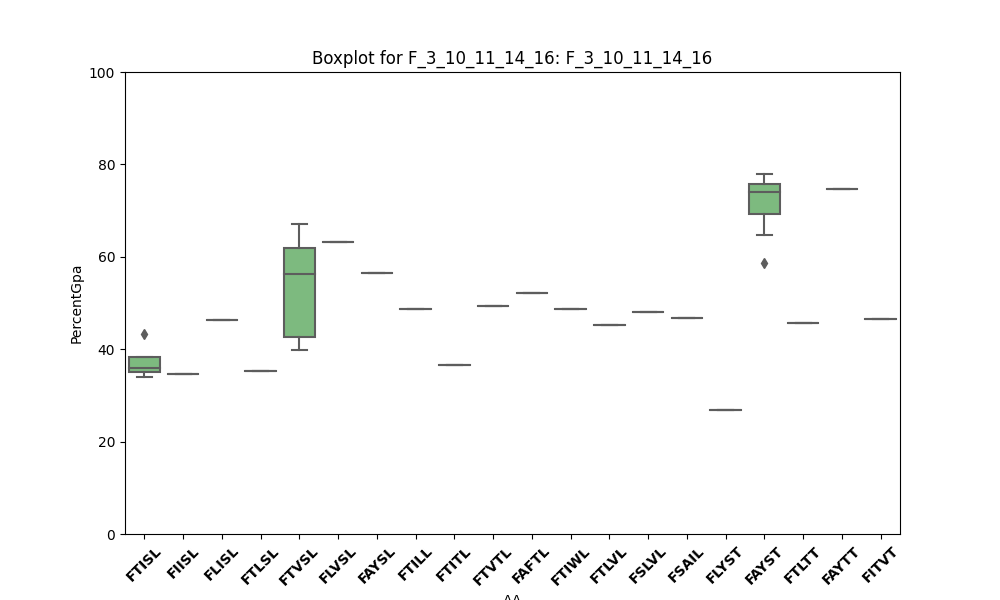 Boxplot for F_3_10_11_14_16: F_3_10_11_14_16
PercentGpa
100
80
60
40
20
0
FTISL
FIISL
FLISL
FTLSL
FTVSL
FLVSL
FAYSL
FTILL
FTITL
FTVTL
FAFTL
FTIWL
FTLVL
FSLVL
FSAIL
FLYST
FAYST
FTLTT
FAYTT
FITVT
AA